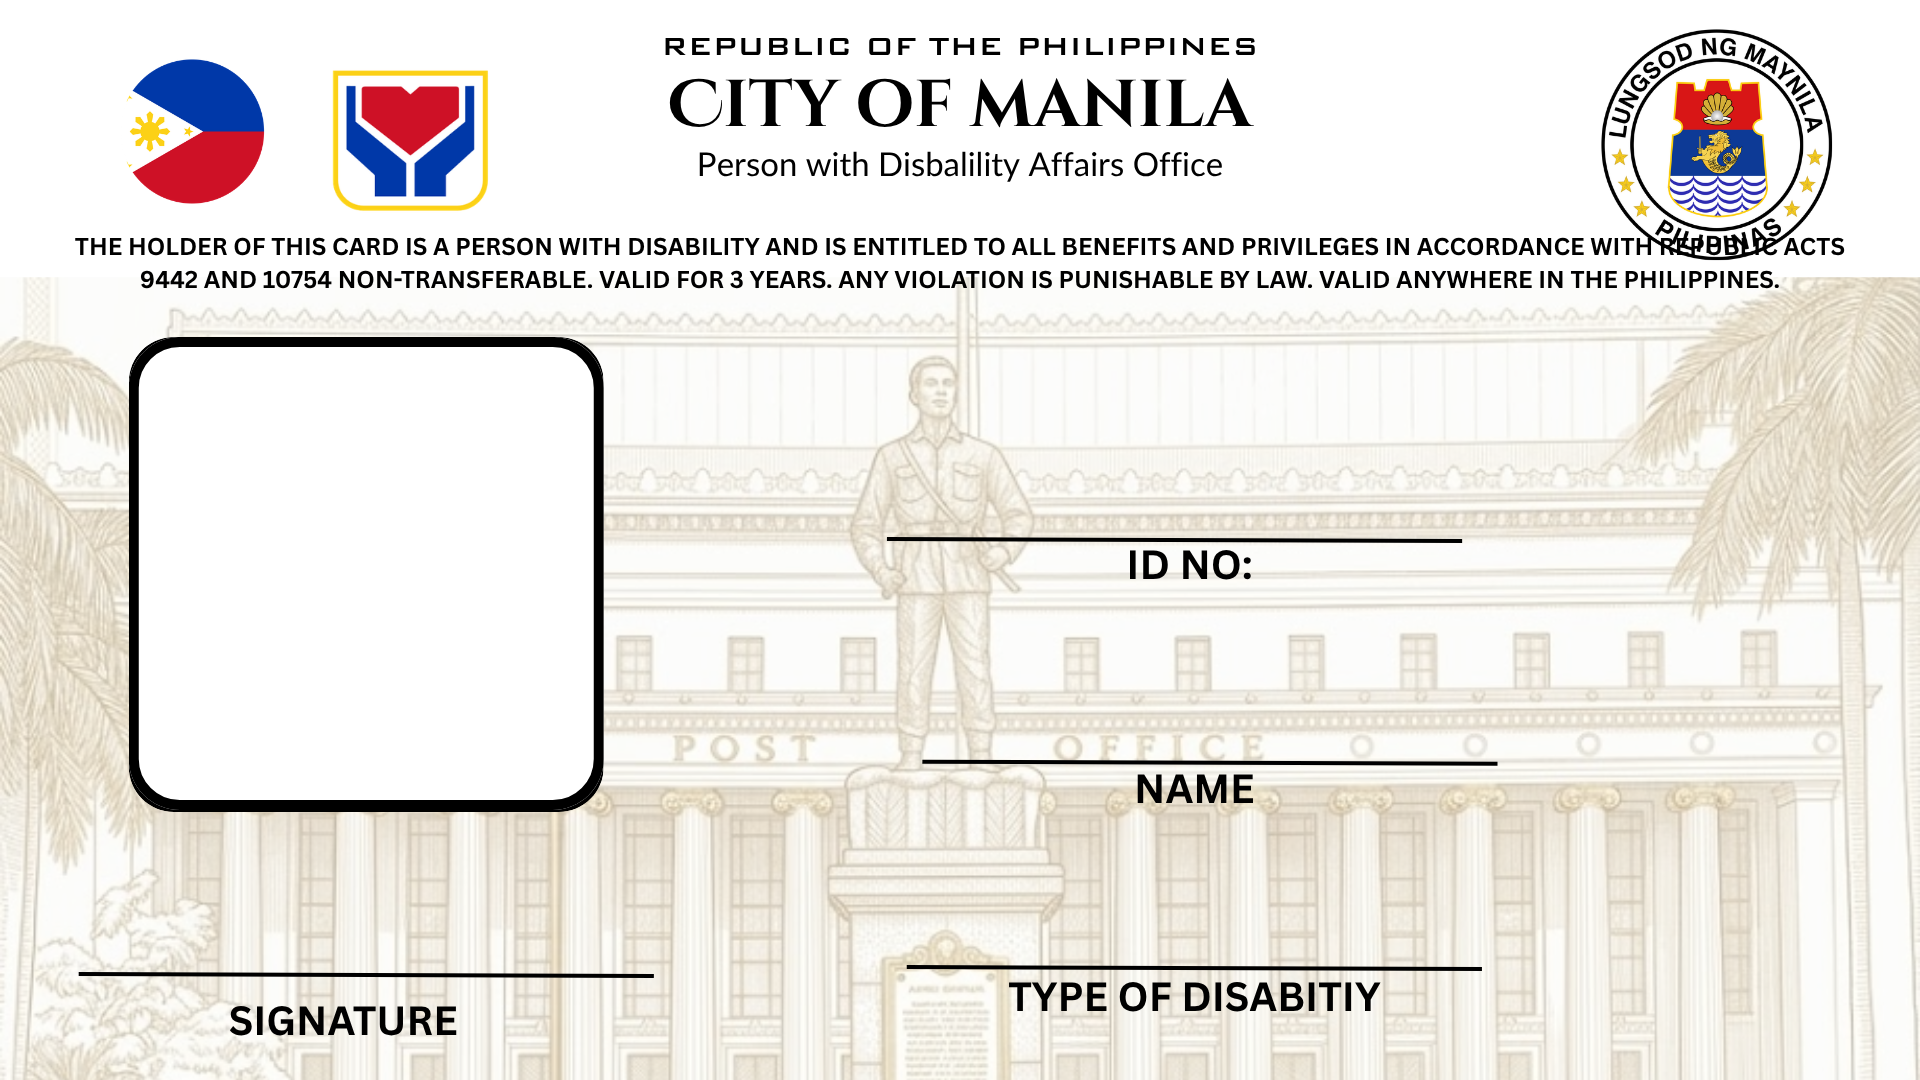 REPUBLIC OF THE PHILIPPINES
CITY OF MANILA
Person with Disbalility Affairs Office
LUNGSOD NG MAYNILA
PILIPINAS
THE HOLDER OF THIS CARD IS A PERSON WITH DISABILITY AND IS ENTITLED TO ALL BENEFITS AND PRIVILEGES IN ACCORDANCE WITH REPUBLIC ACTS
9442 AND 10754 NON-TRANSFERABLE. VALID FOR 3 YEARS. ANY VIOLATION IS PUNISHABLE BY LAW. VALID ANYWHERE IN THE PHILIPPINES.
ID NO:
POST OFFICE
NAME
SIGNATURE
TYPE OF DISABITIY